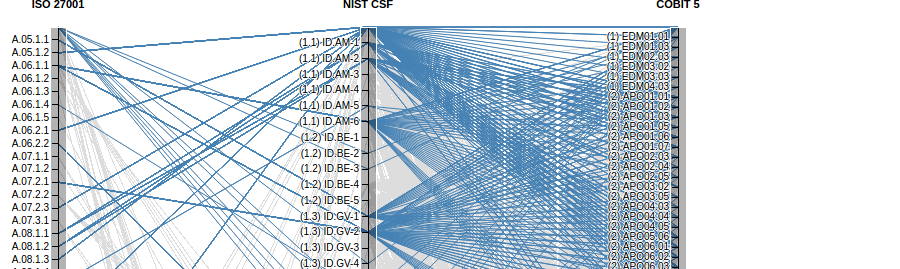 ISO 27001
NIST CSF
COBIT 5
A.05.1.1
A.05.1.2
A.06.1.1
A.06.1.2
A.06.1.3
A.06.1.4
A.06.1.5
A.06.2.1
A.06.2.2
A.07.1.1
A.07.1.2
A.07.2.1
A.07.2.2
A.07.2.3
A.07.3.1
A.08.1.1
A.08.1.2
A.08.1.3
(1.1) ID.AM-1
(1.1) ID.AM-2
(1.1) ID.AM-3
(1.1) ID.AM-4
(1.1) ID.AM-5
(1.1) ID.AM-6
(1.2) ID.BE-1
(1.2) ID.BE-2
(1.2) ID.BE-3
(1.2) ID.BE-4
(1.2) ID.BE-5
(1.3) ID.GV-1
(1.3) ID.GV-2
(1.3) ID.GV-3
(1.3) ID.GV-4
(1) EDM01.01
(1) EDM01.03
(1) EDM02.03
(1) EDM03.02
(1) EDM03.03
(1) EDM04.03
(2) APO01.01
(2) APO01.02
(2) APO01.03
(2) APO01.05
(2) APO01.06
(2) APO01.07
(2) APO02.03
(2) APO02.04
(2) APO02.05
(2) APO03.02
(2) APO03.05
(2) APO04.03
(2) APO04.04
(2) APO04.05
(2) APO05.06
(2) APO06.01
(2) APO06.02
(2) APO06.03